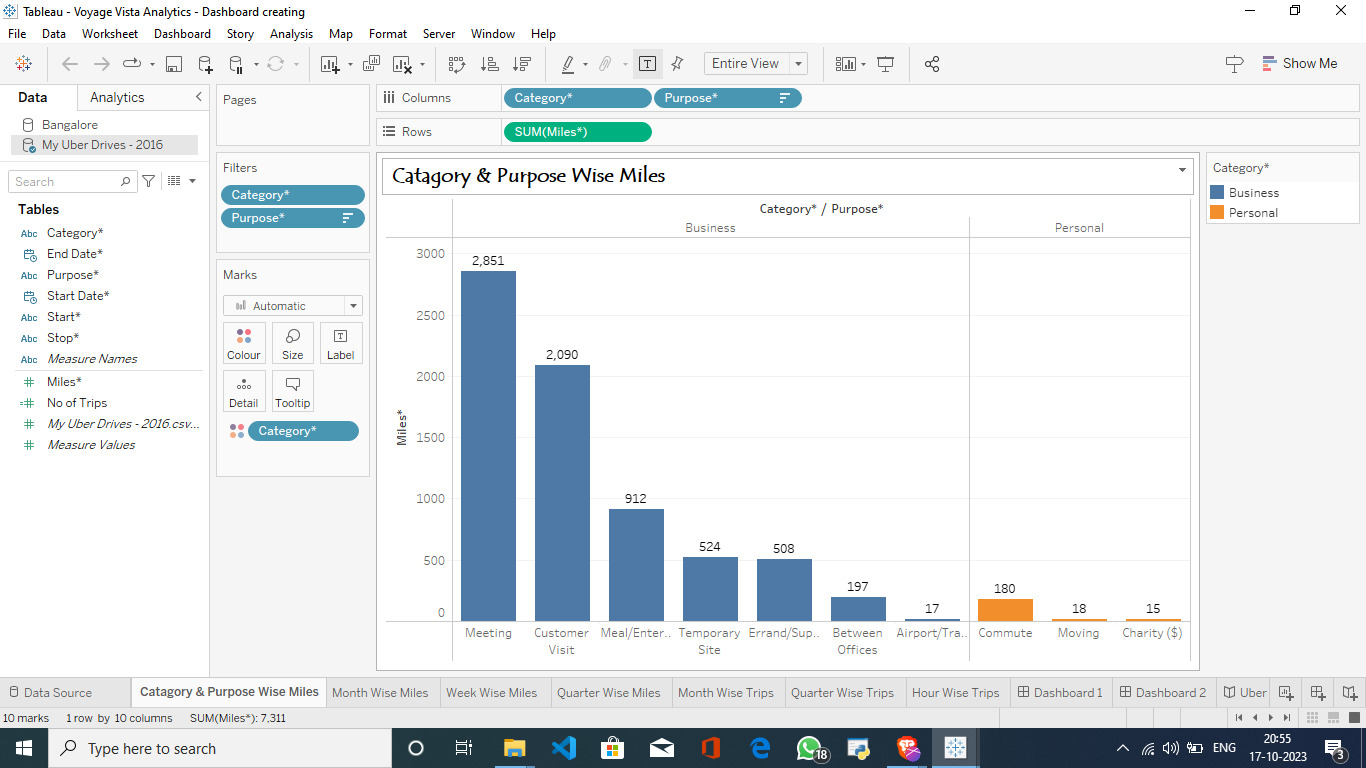 Tableau - Voyage Vista Analytics - Dashboard creating
File Data Worksheet Dashboard Story Analysis Map Format Server Window Help
Entire View
Show Me
Data Analytics
Bangalore
My Uber Drives - 2016
Search
Tables
Abc Category*
End Date*
Abc Purpose*
Start Date*
Abc Start*
Abc Stop*
Abc Measure Names
# Miles*
=# No of Trips
# My Uber Drives - 2016.csv...
# Measure Values
Pages
Filters
Category*
Purpose*
Marks
Automatic
Colour Size Label
Detail Tooltip
Category*
Columns Category* Purpose*
Rows SUM(Miles*)
Catagory & Purpose Wise Miles
Category* / Purpose*
Business Personal
Miles*
3000
2500
2000
1500
1000
500
0
2,851
2,090
912
524
508
197
17
180
18
15
Meeting
Customer
Visit
Meal/Enter..
Temporary
Site
Errand/Sup..
Between
Offices
Airport/Tra..
Commute
Moving
Charity ($)
Category*
Business
Personal
Data Source Catagory & Purpose Wise Miles Month Wise Miles Week Wise Miles Quarter Wise Miles Month Wise Trips Quarter Wise Trips Hour Wise Trips Dashboard 1 Dashboard 2 Uber
10 marks 1 row by 10 columns SUM(Miles*): 7,311
Type here to search
18
ENG
20:55
17-10-2023
3